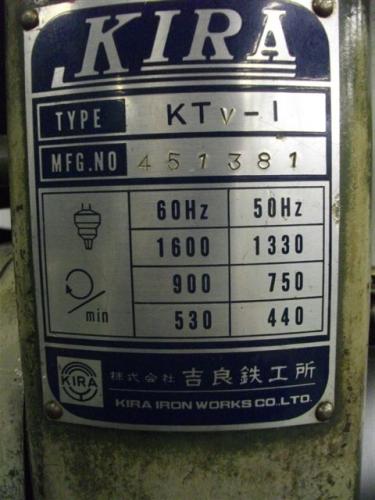 KIRA
TYPE KTV-1
MFG.NO 451381
60Hz 50Hz
1600 1330
900 750
min 530 440
KIRA 株式会社 吉良鉄工所
KIRA IRON WORKS CO.,LTD.